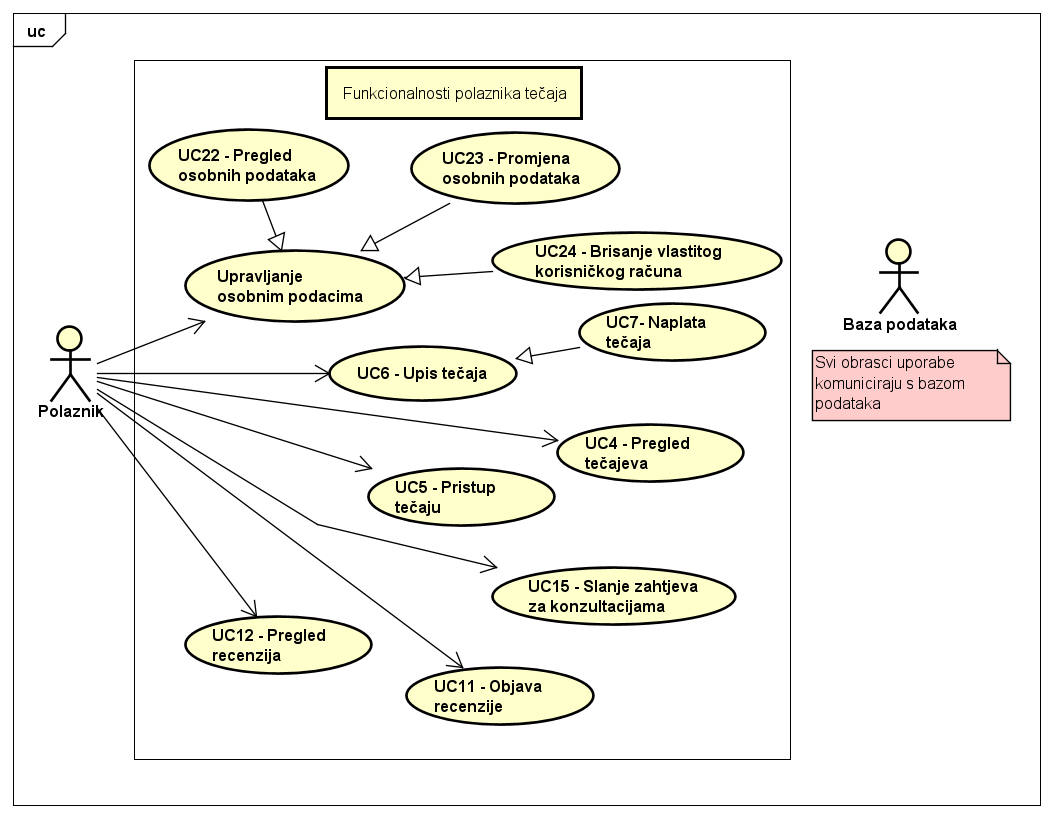 uc
Funkcionalnosti polaznika tečaja
UC22 - Pregled
osobnih podataka
UC23 - Promjena
osobnih podataka
UC24 - Brisanje vlastitog
korisničkog računa
Upravljanje
osobnim podacima
UC7- Naplata
tečaja
UC6 - Upis tečaja
Polaznik
UC4 - Pregled
tečajeva
UC5 - Pristup
tečaju
UC15 - Slanje zahtjeva
za konzultacijama
UC12 - Pregled
recenzija
UC11 - Objava
recenzije
Baza podataka
Svi obrasci uporabe
komuniciraju s bazom
podataka